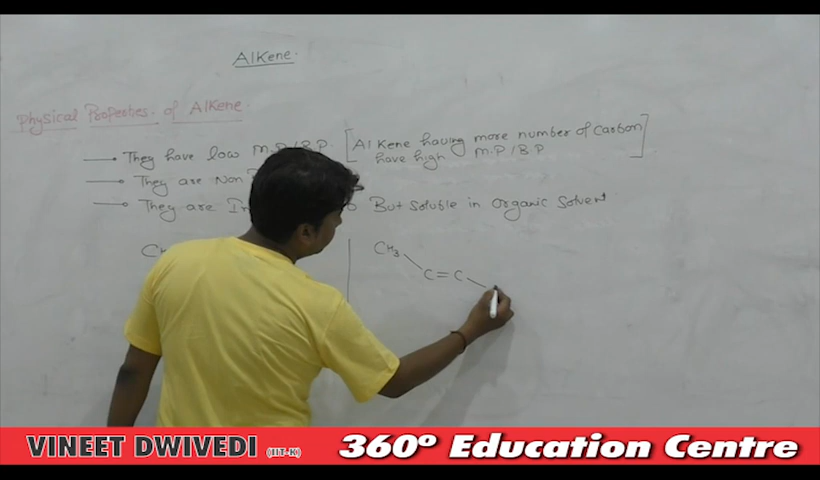 Alkene.
Physical Properties of Alkene.
They have low M.P/B.P. [Alkene having more number of Carbon
have high M.P/B.P]
They are Non
They are In But Soluble in Organic Solvent
CH3
C=C
VINEET DWIVEDI (IIT-K) 360° Education Centre